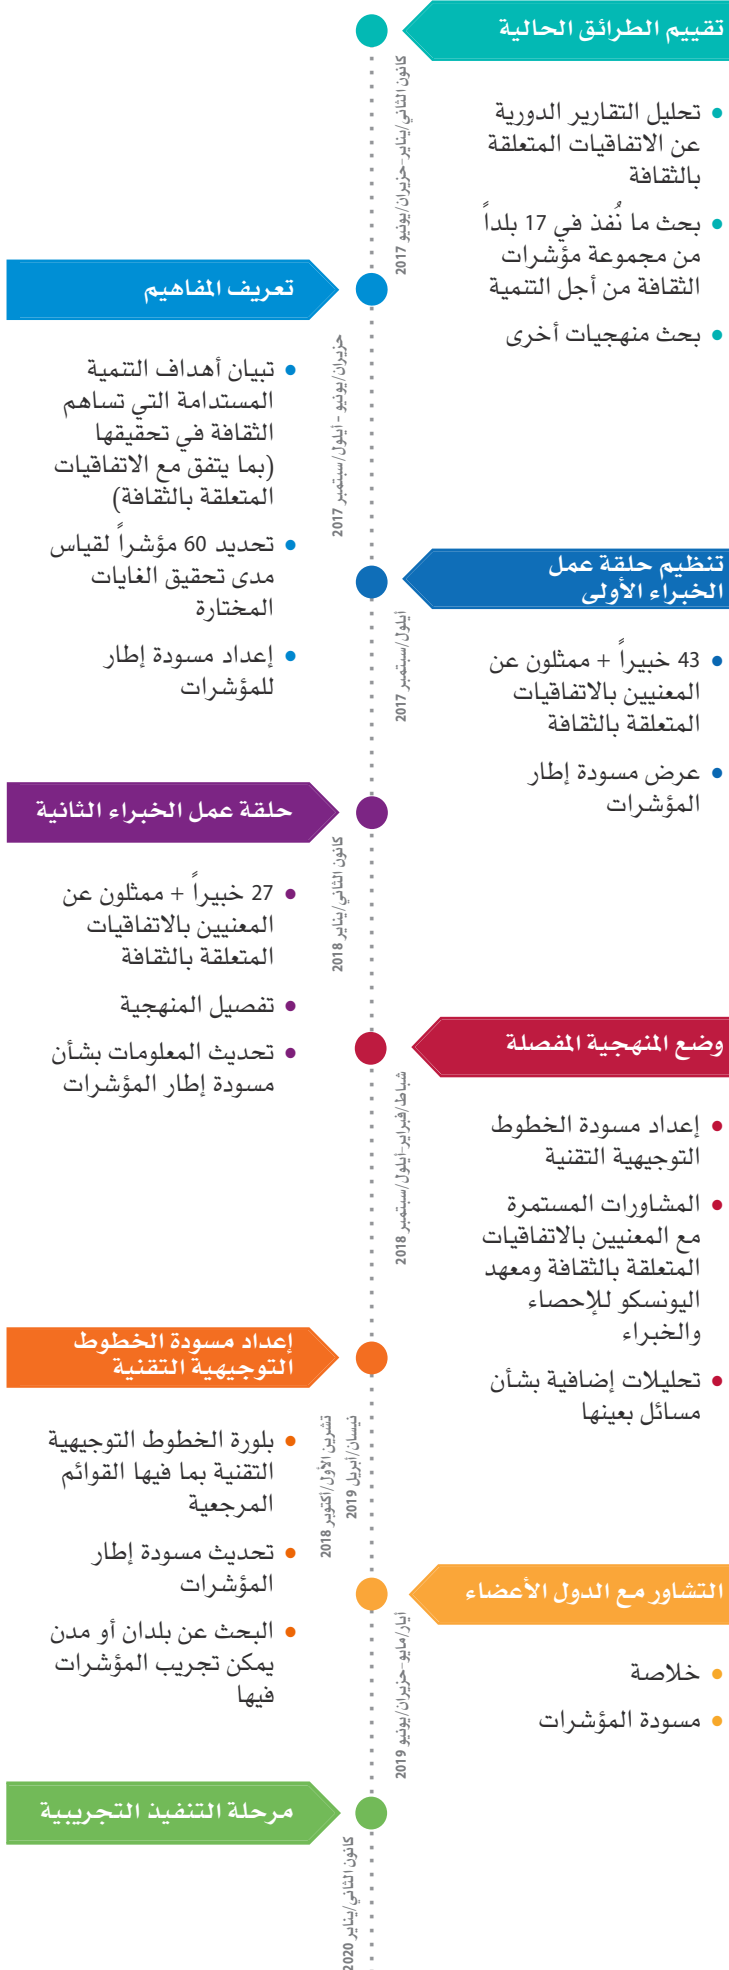 تقييم الطرائق الحالية
كانون الثاني/يناير-حزيران/يونيو 2017
• تحليل التقارير الدورية
عن الاتفاقيات المتعلقة
بالثقافة
• بحث ما نُفذ في 17 بلداً
من مجموعة مؤشرات
الثقافة من أجل التنمية
• بحث منهجيات أخرى
تعريف المفاهيم
حزيران/يونيو - أيلول/سبتمبر 2017
• تبيان أهداف التنمية
المستدامة التي تساهم
الثقافة في تحقيقها
(بما يتفق مع الاتفاقيات
المتعلقة بالثقافة)
• تحديد 60 مؤشراً لقياس
مدى تحقيق الغايات
المختارة
• إعداد مسودة إطار
للمؤشرات
تنظيم حلقة عمل
الخبراء الأولى
أيلول/سبتمبر 2017
• 43 خبيراً + ممثلون عن
المعنيين بالاتفاقيات
المتعلقة بالثقافة
• عرض مسودة إطار
المؤشرات
حلقة عمل الخبراء الثانية
كانون الثاني/يناير 2018
• 27 خبيراً + ممثلون عن
المعنيين بالاتفاقيات
المتعلقة بالثقافة
• تفصيل المنهجية
• تحديث المعلومات بشأن
مسودة إطار المؤشرات
وضع المنهجية المفصلة
شباط/فبراير-أيلول/سبتمبر 2018
• إعداد مسودة الخطوط
التوجيهية التقنية
• المشاورات المستمرة
مع المعنيين بالاتفاقيات
المتعلقة بالثقافة ومعهد
اليونسكو للإحصاء
والخبراء
• تحليلات إضافية بشأن
مسائل بعينها
إعداد مسودة الخطوط
التوجيهية التقنية
تشرين الأول/أكتوبر 2018
نيسان/أبريل 2019
• بلورة الخطوط التوجيهية
التقنية بما فيها القوائم
المرجعية
• تحديث مسودة إطار
المؤشرات
• البحث عن بلدان أو مدن
يمكن تجريب المؤشرات
فيها
التشاور مع الدول الأعضاء
أيار/مايو-حزيران/يونيو 2019
• خلاصة
• مسودة المؤشرات
مرحلة التنفيذ التجريبية
كانون الثاني/يناير 2020